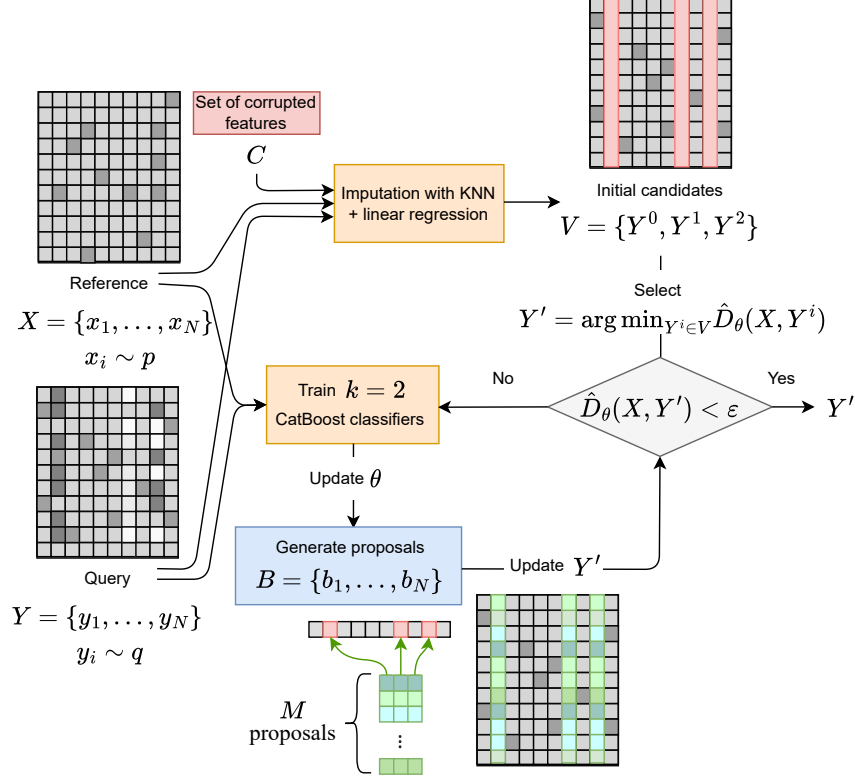 Set of corrupted
features
C
Reference
X = {x_1, . . . , x_N}
x_i ∼ p
Imputation with KNN
+ linear regression
Initial candidates
V = {Y^0, Y^1, Y^2}
Select
Y′ = arg min_{Y^i∈V} D̂_θ(X, Y^i)
Train k = 2
CatBoost classifiers
No
D̂_θ(X, Y′) < ε
Yes
Y′
Update θ
Query
Y = {y_1, . . . , y_N}
y_i ∼ q
Generate proposals
B = {b_1, . . . , b_N}
Update Y′
M
proposals
...